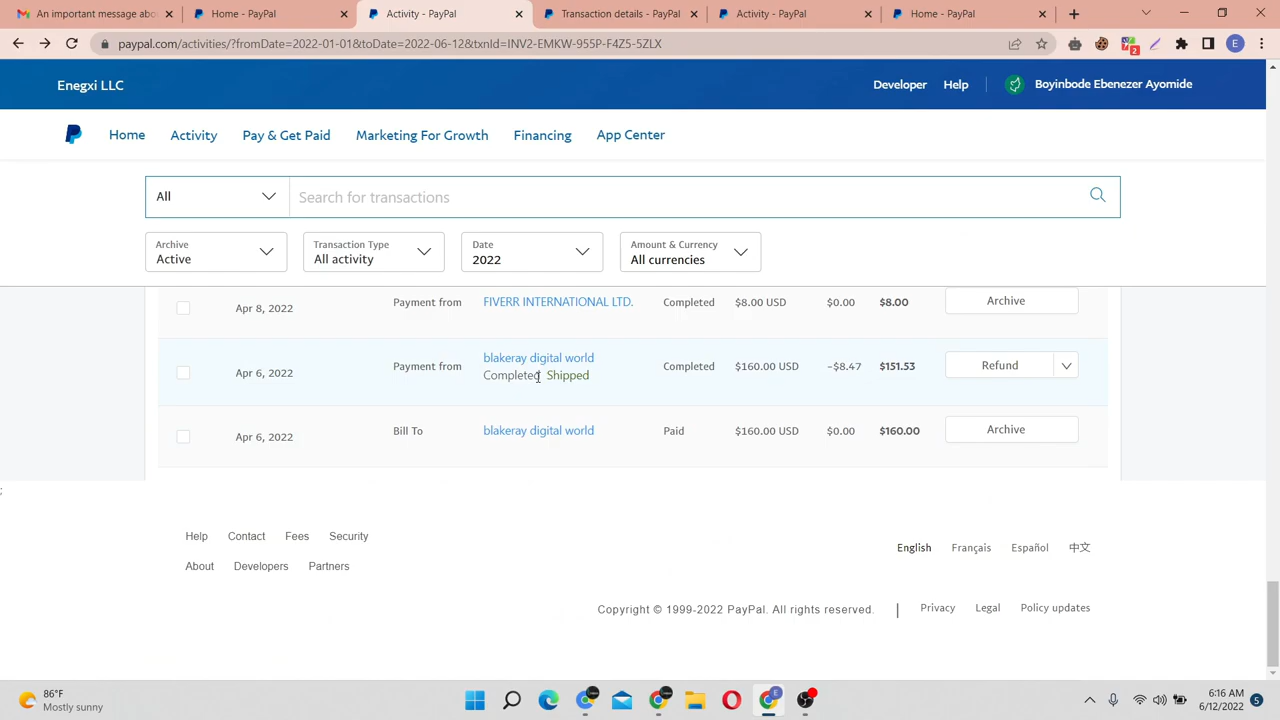 An important message abou
Home - PayPal
Activity - PayPal
Transaction details - PayPal
Activity - PayPal
Home - PayPal
paypal.com/activities/?fromDate=2022-01-01&toDate=2025-06-12&txnId=INV2-EMKW-955P-F4Z5-5ZLX
2
E
Enegxi LLC
Developer Help Boyinbode Ebenezer Ayomide
Home Activity Pay & Get Paid Marketing For Growth Financing App Center
All Search for transactions
Archive
Active
Transaction Type
All activity
Date
2022
Amount & Currency
All currencies
Apr 8, 2022 Payment from FIVERR INTERNATIONAL LTD. Completed $8.00 USD $0.00 $8.00 Archive
Apr 6, 2022 Payment from blakeray digital world Completed $160.00 USD -$8.47 $151.53 Refund
Completed Shipped
Apr 6, 2022 Bill To blakeray digital world Paid $160.00 USD $0.00 $160.00 Archive
;
Help Contact Fees Security
About Developers Partners
English Français Español 中文
Copyright © 1999-2022 PayPal. All rights reserved. | Privacy Legal Policy updates
86°F
Mostly sunny
E
6:16 AM
6/12/2022
5